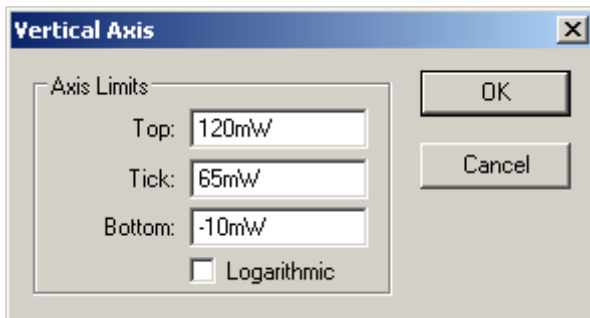 Vertical Axis
Axis Limits
Top: 120mW
Tick: 65mW
Bottom: -10mW
Logarithmic
OK
Cancel